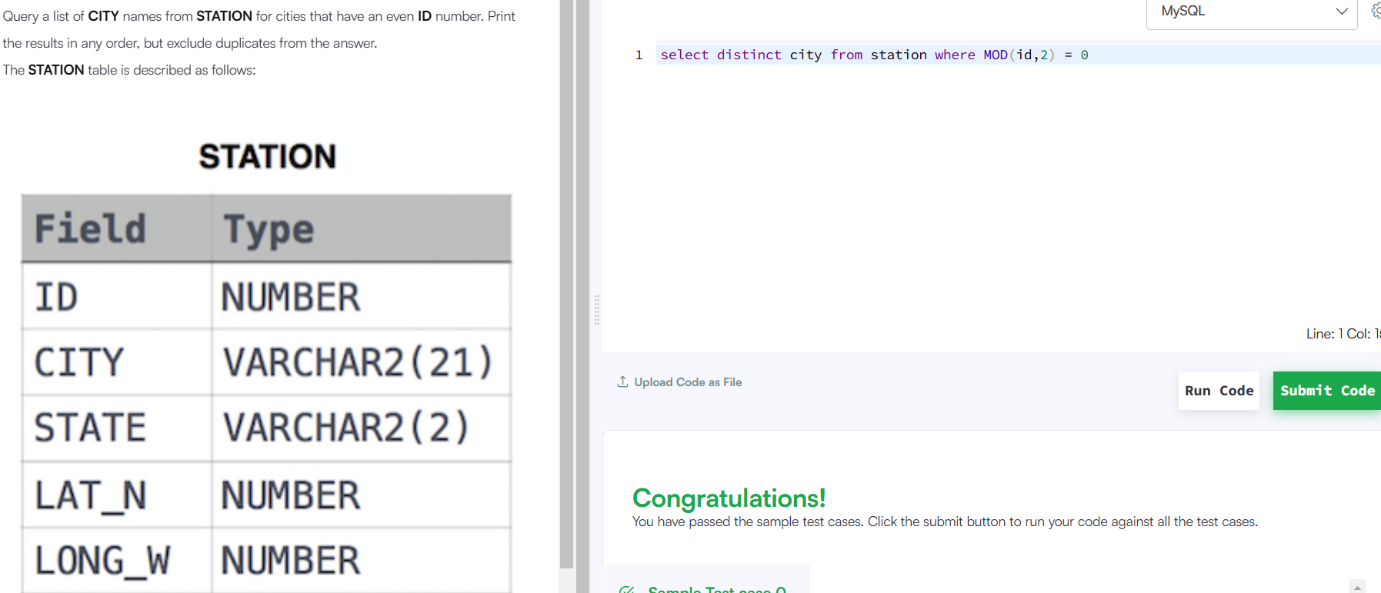 Query a list of CITY names from STATION for cities that have an even ID number. Print
the results in any order, but exclude duplicates from the answer.
The STATION table is described as follows:
STATION
Field Type
ID NUMBER
CITY VARCHAR2(21)
STATE VARCHAR2(2)
LAT_N NUMBER
LONG_W NUMBER
MySQL
1 select distinct city from station where MOD(id,2) = 0
Line: 1 Col:
Upload Code as File
Run Code
Submit Code
Congratulations!
You have passed the sample test cases. Click the submit button to run your code against all the test cases.
Sample Test case 0